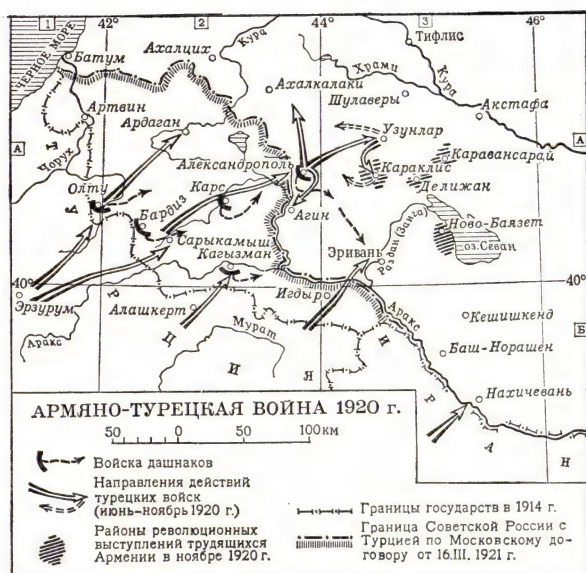 1 42° 2 44° 3 46°
ЧЕРНОЕ МОРЕ
Батум
Ахалцих
Кура
Тифлис
Храми
Кура
Ахалкалаки
Шулаверы
Акстафа
Артвин
Ардаган
Чорух
А
Узунлар
А
Александрополь
Караклис
Каравансарай
Делижан
Олту
Бардиз
Карс
Агин
Ново-Баязет
оз. Севан
Раздан (Занга)
Сарыкамыш
Кагызман
Эривань
40°
40°
Эрзурум
Алашкерт
Игдыр
Аракс
Аракс
Мурат
Кешишкенд
Баш-Норашен
Б
Нахичевань
Т У Р Ц И Я
И Р А Н
АРМЯНО-ТУРЕЦКАЯ ВОЙНА 1920 г.
50 0 50 100км
Войска дашнаков
Направления действий
турецких войск
(июнь-ноябрь 1920 г.)
Районы революционных
выступлений трудящихся
Армении в ноябре 1920 г.
Границы государств в 1914 г.
Граница Советской России с
Турцией по Московскому до-
говору от 16.III. 1921 г.